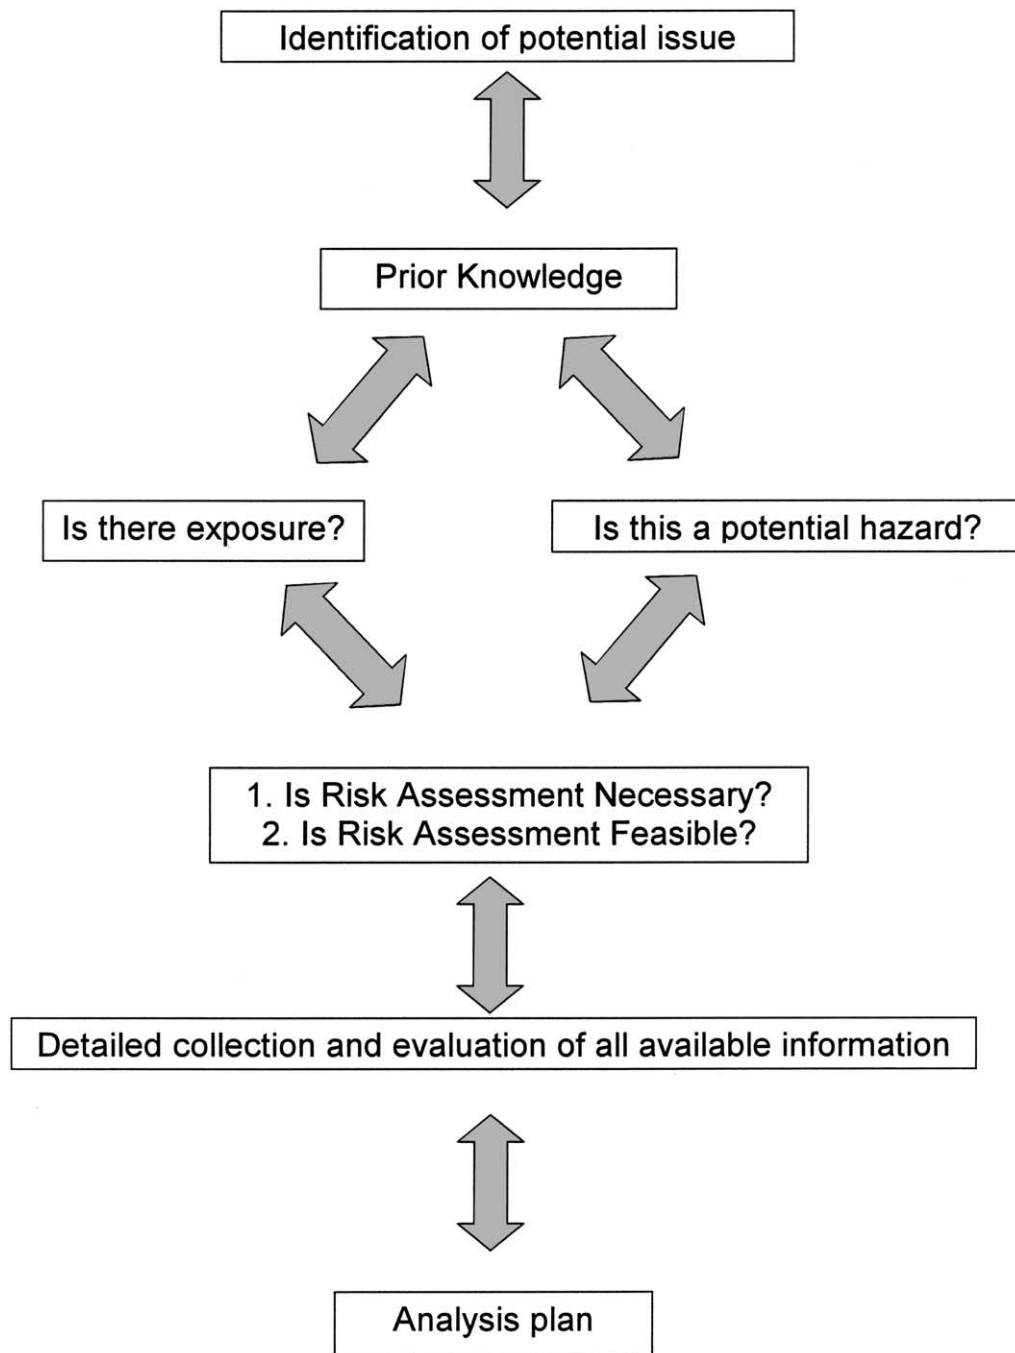 Identification of potential issue
Prior Knowledge
Is there exposure?
Is this a potential hazard?
1. Is Risk Assessment Necessary?
2. Is Risk Assessment Feasible?
Detailed collection and evaluation of all available information
Analysis plan